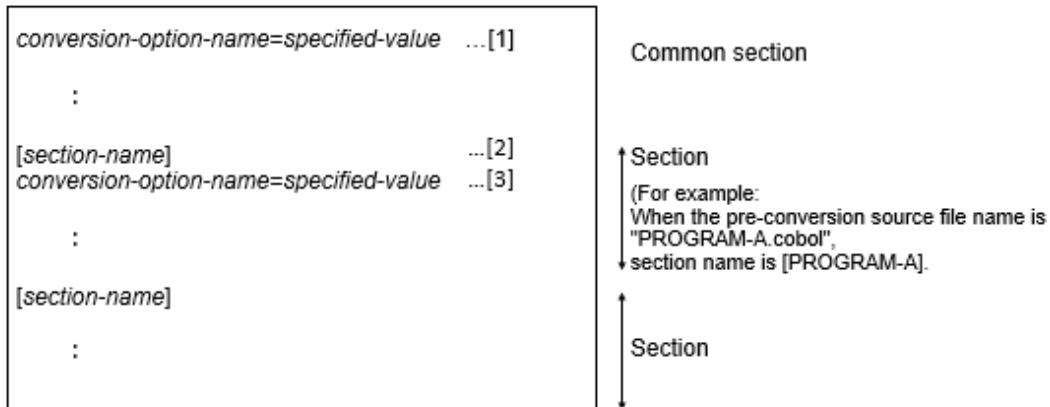 conversion-option-name=specified-value ...[1]
Common section
:
[section-name] ...[2]
Section
conversion-option-name=specified-value ...[3]
(For example:
When the pre-conversion source file name is
"PROGRAM-A.cobol",
section name is [PROGRAM-A].
:
[section-name]
:
Section